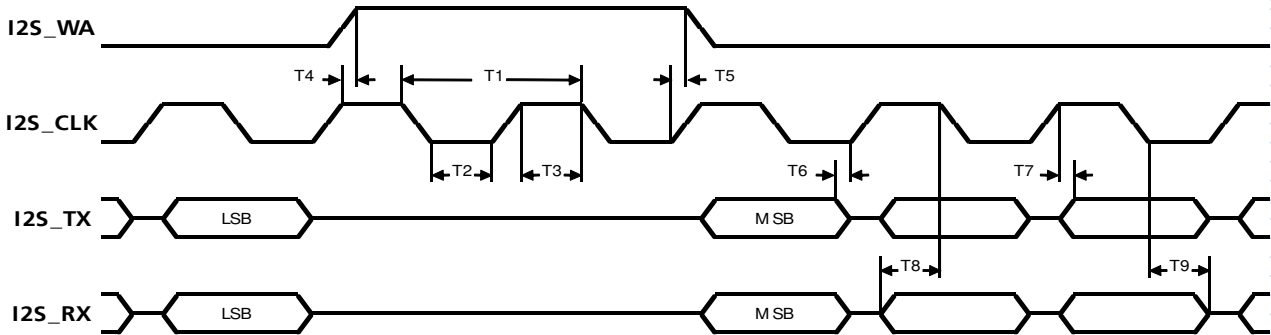 I2S_WA
T4
T1
T5
I2S_CLK
T2
T3
T6
T7
I2S_TX
LSB
MSB
T8
T9
I2S_RX
LSB
MSB